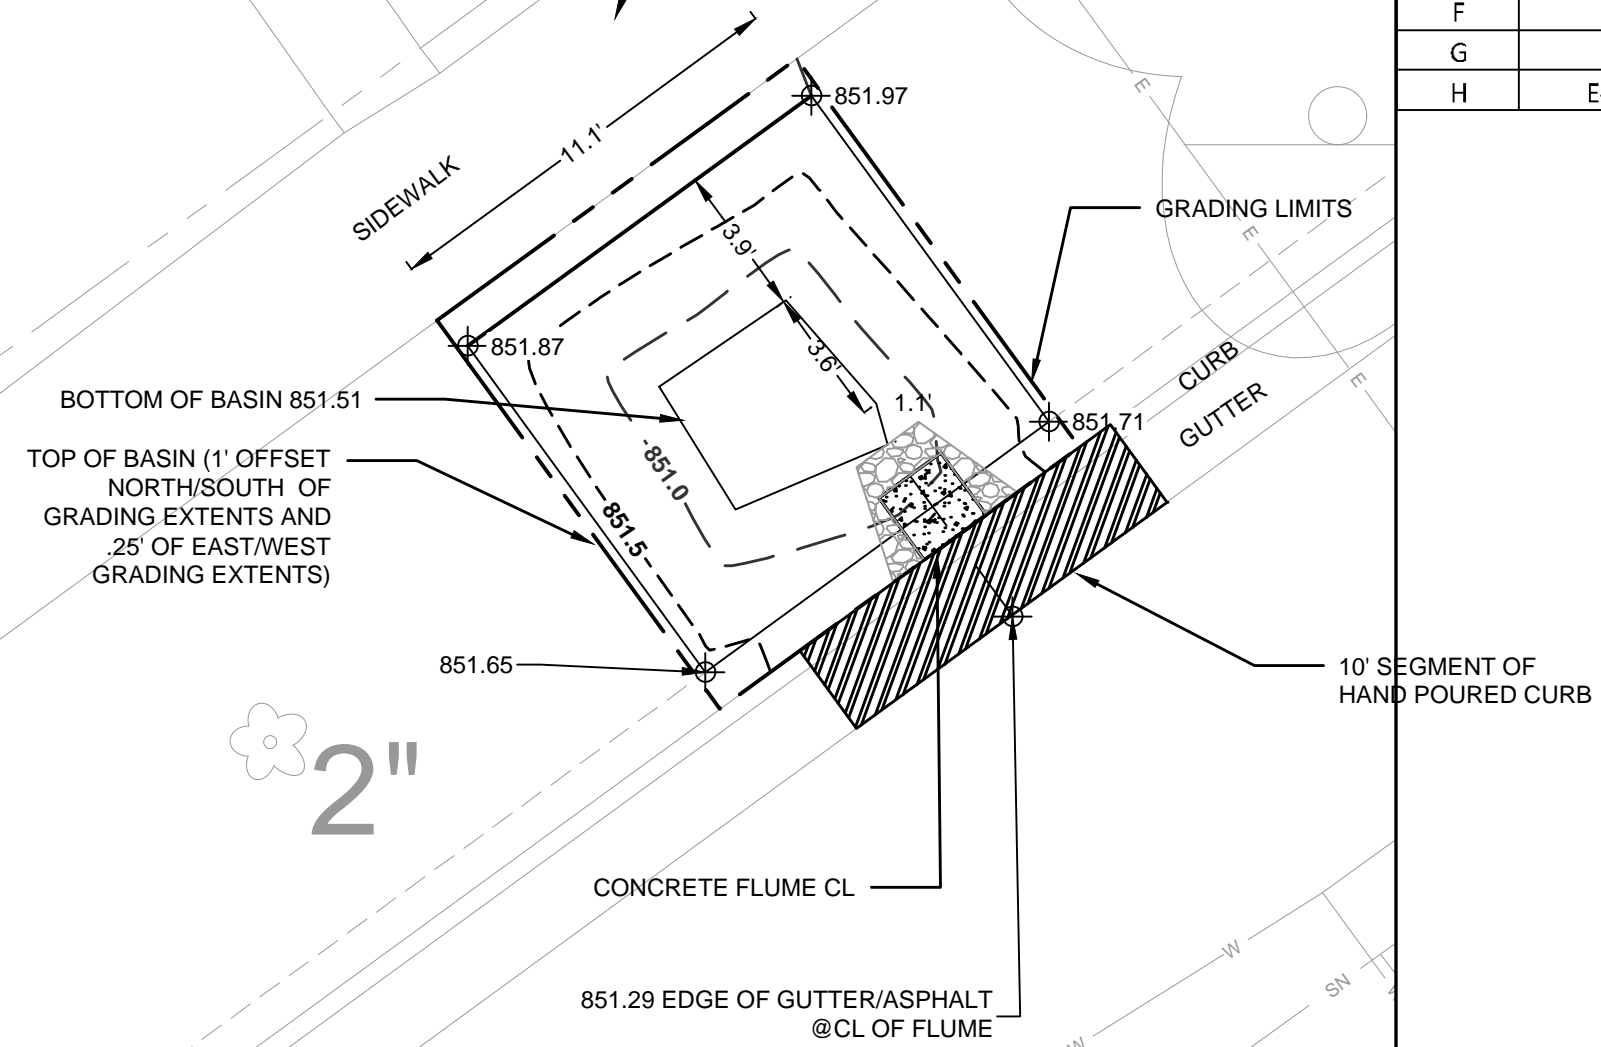 F
G
H
E
851.97
11.1'
SIDEWALK
E
GRADING LIMITS
3.9'
E
851.87
3.6'
CURB
E
BOTTOM OF BASIN 851.51
1.1'
GUTTER
851.71
TOP OF BASIN (1' OFFSET
NORTH/SOUTH OF
GRADING EXTENTS AND
.25' OF EAST/WEST
GRADING EXTENTS)
851.0
851.5
851.65
10' SEGMENT OF
HAND POURED CURB
2"
CONCRETE FLUME CL
W
SN
851.29 EDGE OF GUTTER/ASPHALT
@CL OF FLUME
W